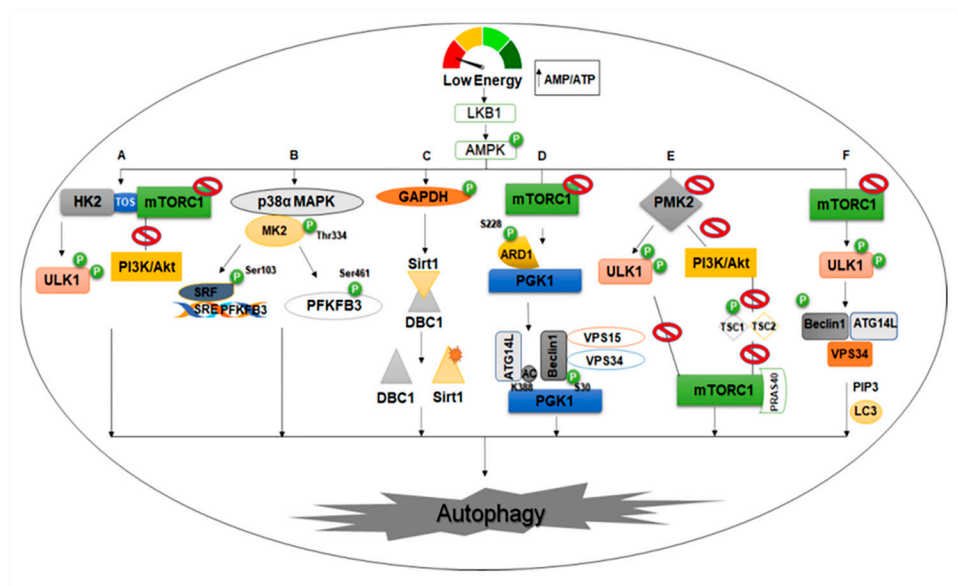 Low Energy
AMP/ATP
LKB1
AMPK
P
A
B
C
D
E
F
HK2
TOS
mTORC1
PI3K/Akt
ULK1
P
P
p38α MAPK
MK2
P
Thr334
Ser103
P
SRF
SRE PFKFB3
Ser461
P
PFKFB3
GAPDH
P
Sirt1
DBC1
DBC1
Sirt1
mTORC1
S228
P
ARD1
PGK1
ATG14L
AC
K388
Beclin1
VPS15
VPS34
P
S30
PGK1
PMK2
ULK1
P
P
PI3K/Akt
P
TSC1
TSC2
mTORC1
PRAS40
mTORC1
ULK1
P
P
P
Beclin1
ATG14L
VPS34
PIP3
LC3
Autophagy